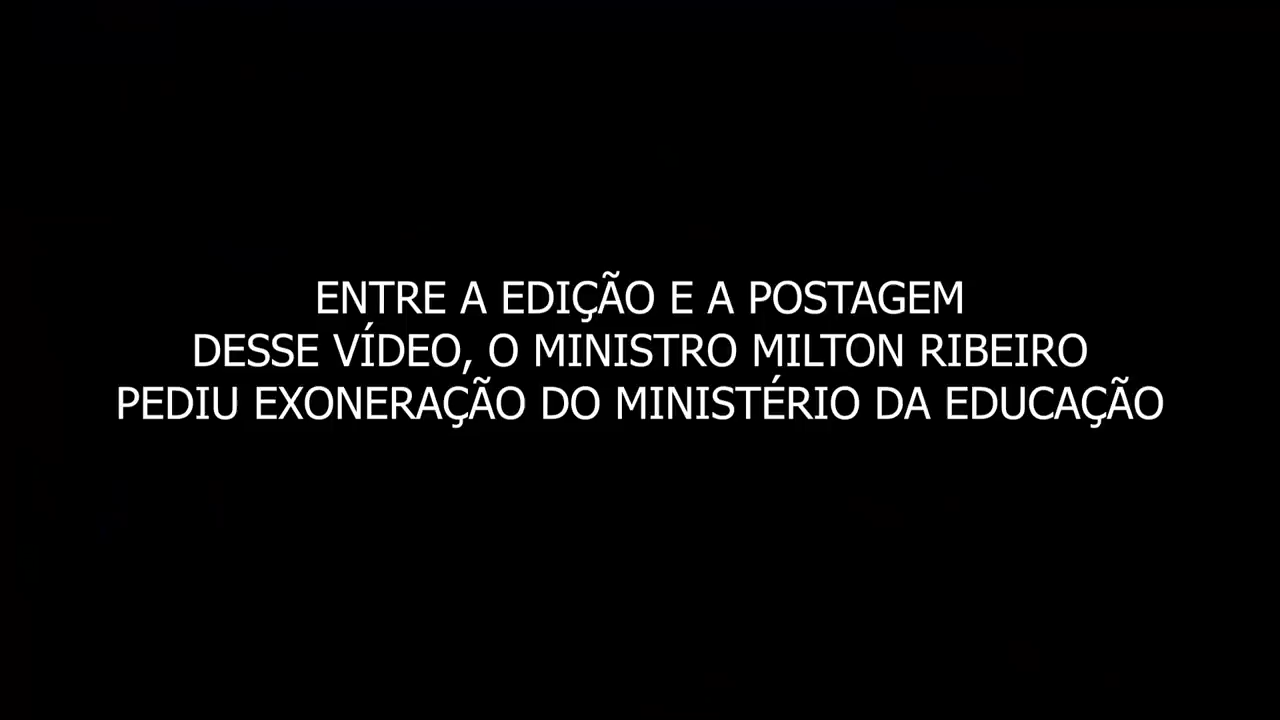 ENTRE A EDIÇÃO E A POSTAGEM
DESSE VÍDEO, O MINISTRO MILTON RIBEIRO
PEDIU EXONERAÇÃO DO MINISTÉRIO DA EDUCAÇÃO